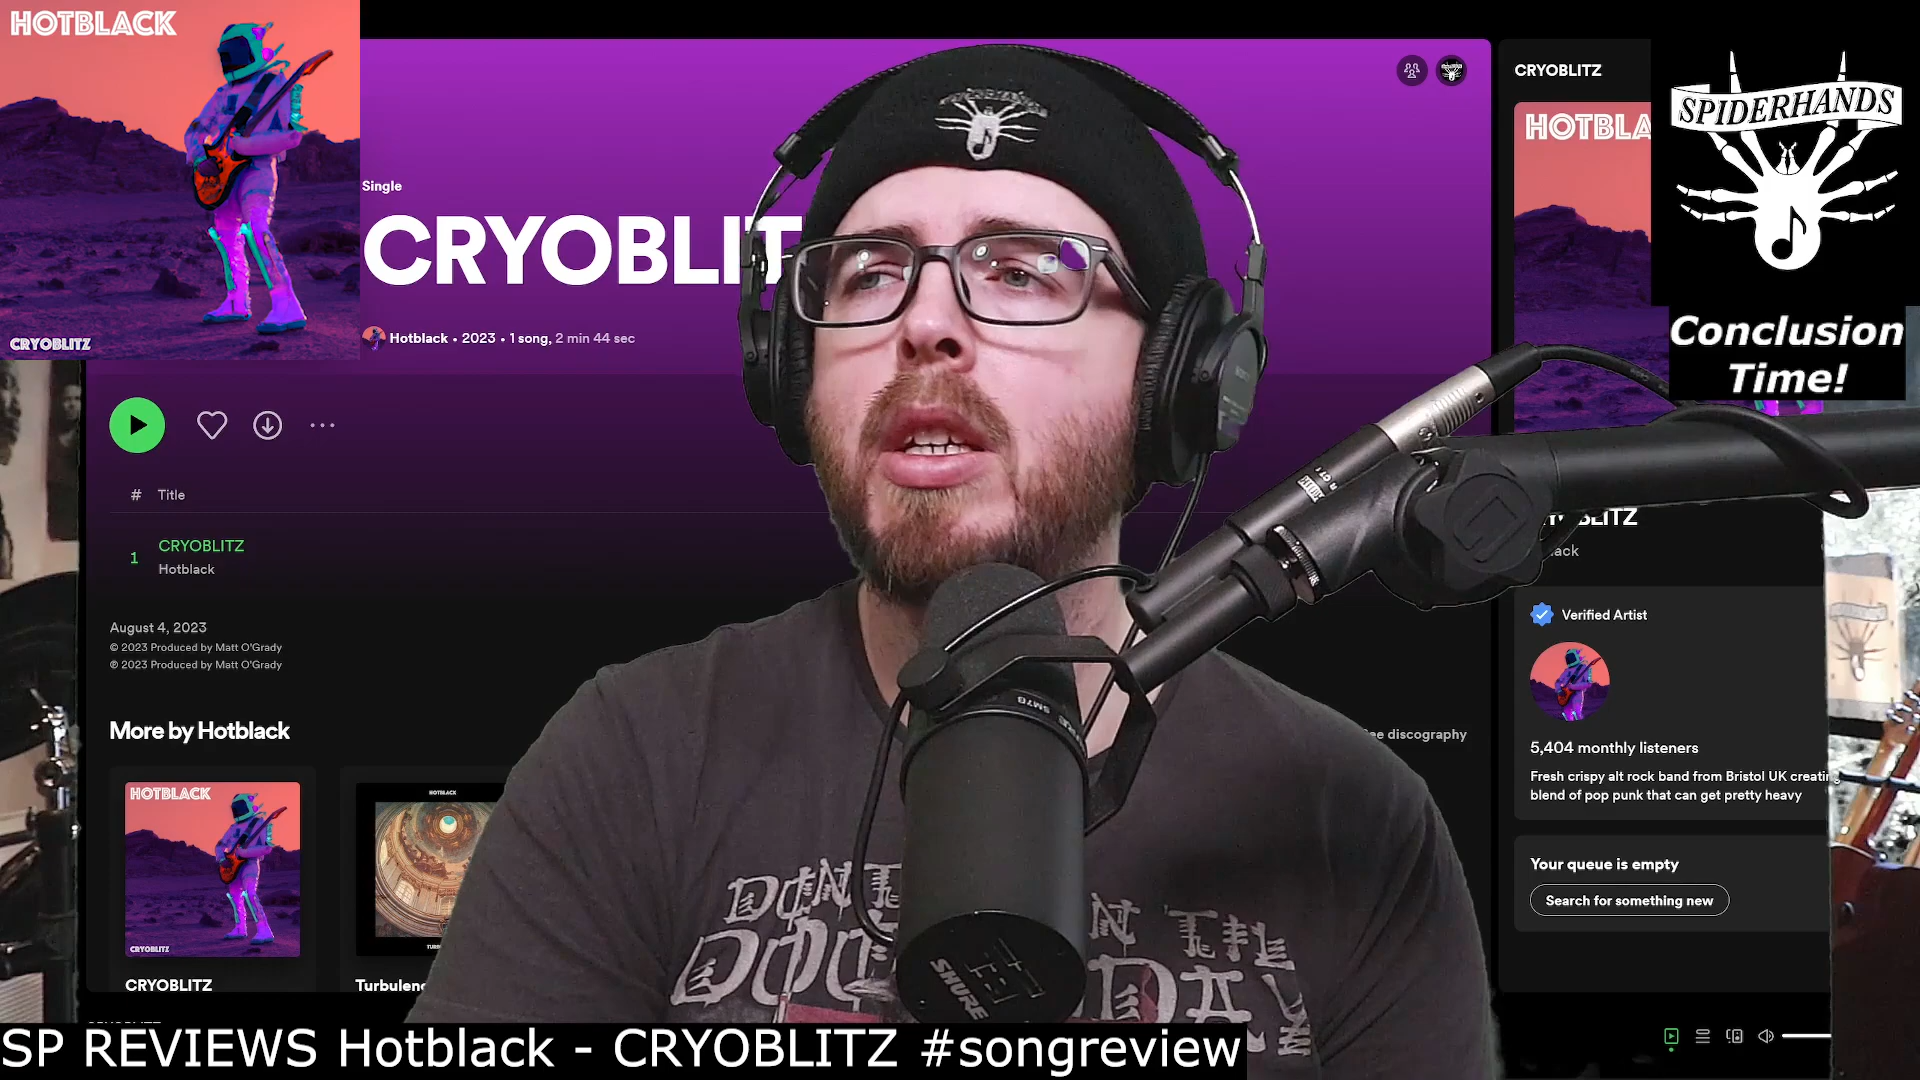 HOTBLACK
CRYOBLITZ
Single
CRYOBLIT
Hotblack • 2023 • 1 song, 2 min 44 sec
# Title
1 CRYOBLITZ
Hotblack
August 4, 2023
© 2023 Produced by Matt O'Grady
℗ 2023 Produced by Matt O'Grady
More by Hotblack
See discography
HOTBLACK
CRYOBLITZ
HOTBLACK
CRYOBLITZ
CRYOBLITZ
HOTBLA
SPIDERHANDS
Conclusion
Time!
Verified Artist
5,404 monthly listeners
Fresh crispy alt rock band from Bristol UK creating
blend of pop punk that can get pretty heavy
Your queue is empty
Search for something new
SM7B
SHURE
SP REVIEWS Hotblack - CRYOBLITZ #songreview